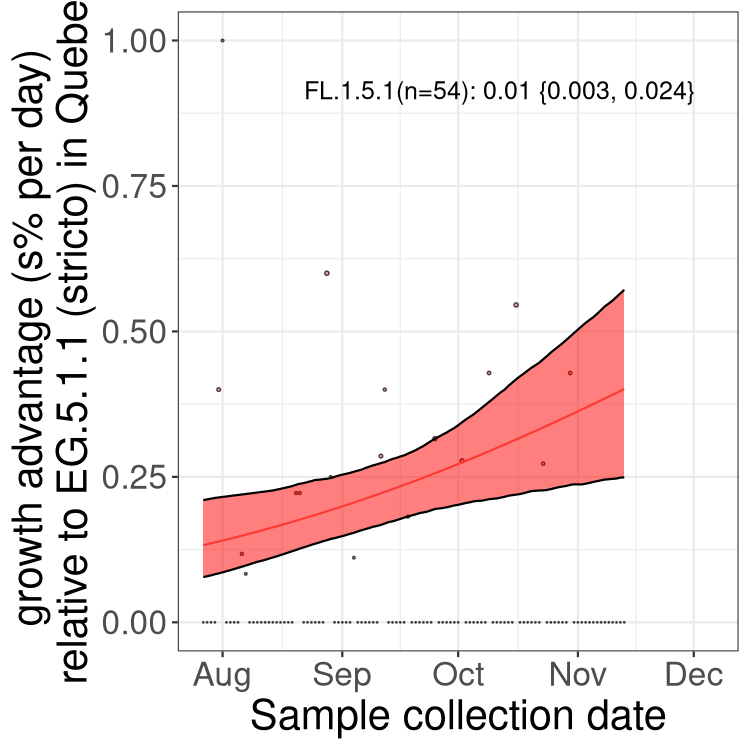 growth advantage (s% per day)
relative to EG.5.1.1 (stricto) in Quebe
1.00
0.75
0.50
0.25
0.00
FL.1.5.1(n=54): 0.01 {0.003, 0.024}
Aug Sep Oct Nov Dec
Sample collection date